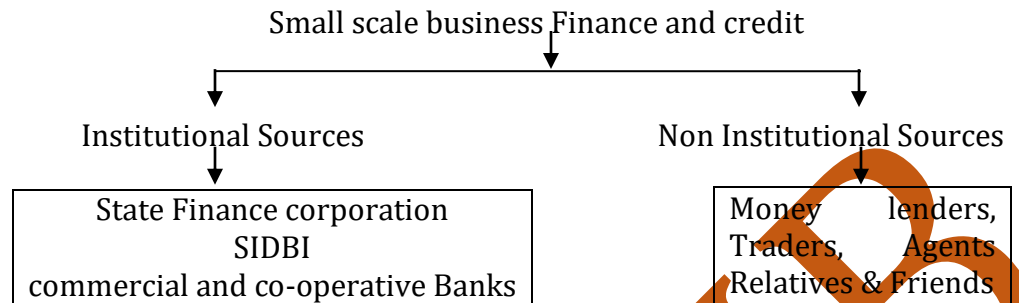 Small scale business Finance and credit
Institutional Sources
Non Institutional Sources
State Finance corporation
SIDBI
commercial and co-operative Banks
Money lenders,
Traders, Agents
Relatives & Friends